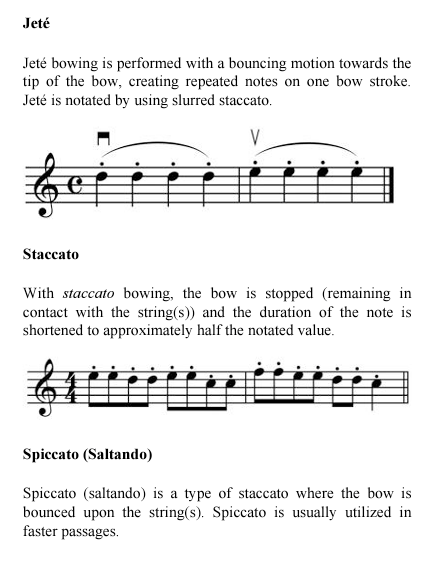 Jeté
Jeté bowing is performed with a bouncing motion towards the
tip of the bow, creating repeated notes on one bow stroke.
Jeté is notated by using slurred staccato.
Staccato
With staccato bowing, the bow is stopped (remaining in
contact with the string(s)) and the duration of the note is
shortened to approximately half the notated value.
4
4
Spiccato (Saltando)
Spiccato (saltando) is a type of staccato where the bow is
bounced upon the string(s). Spiccato is usually utilized in
faster passages.